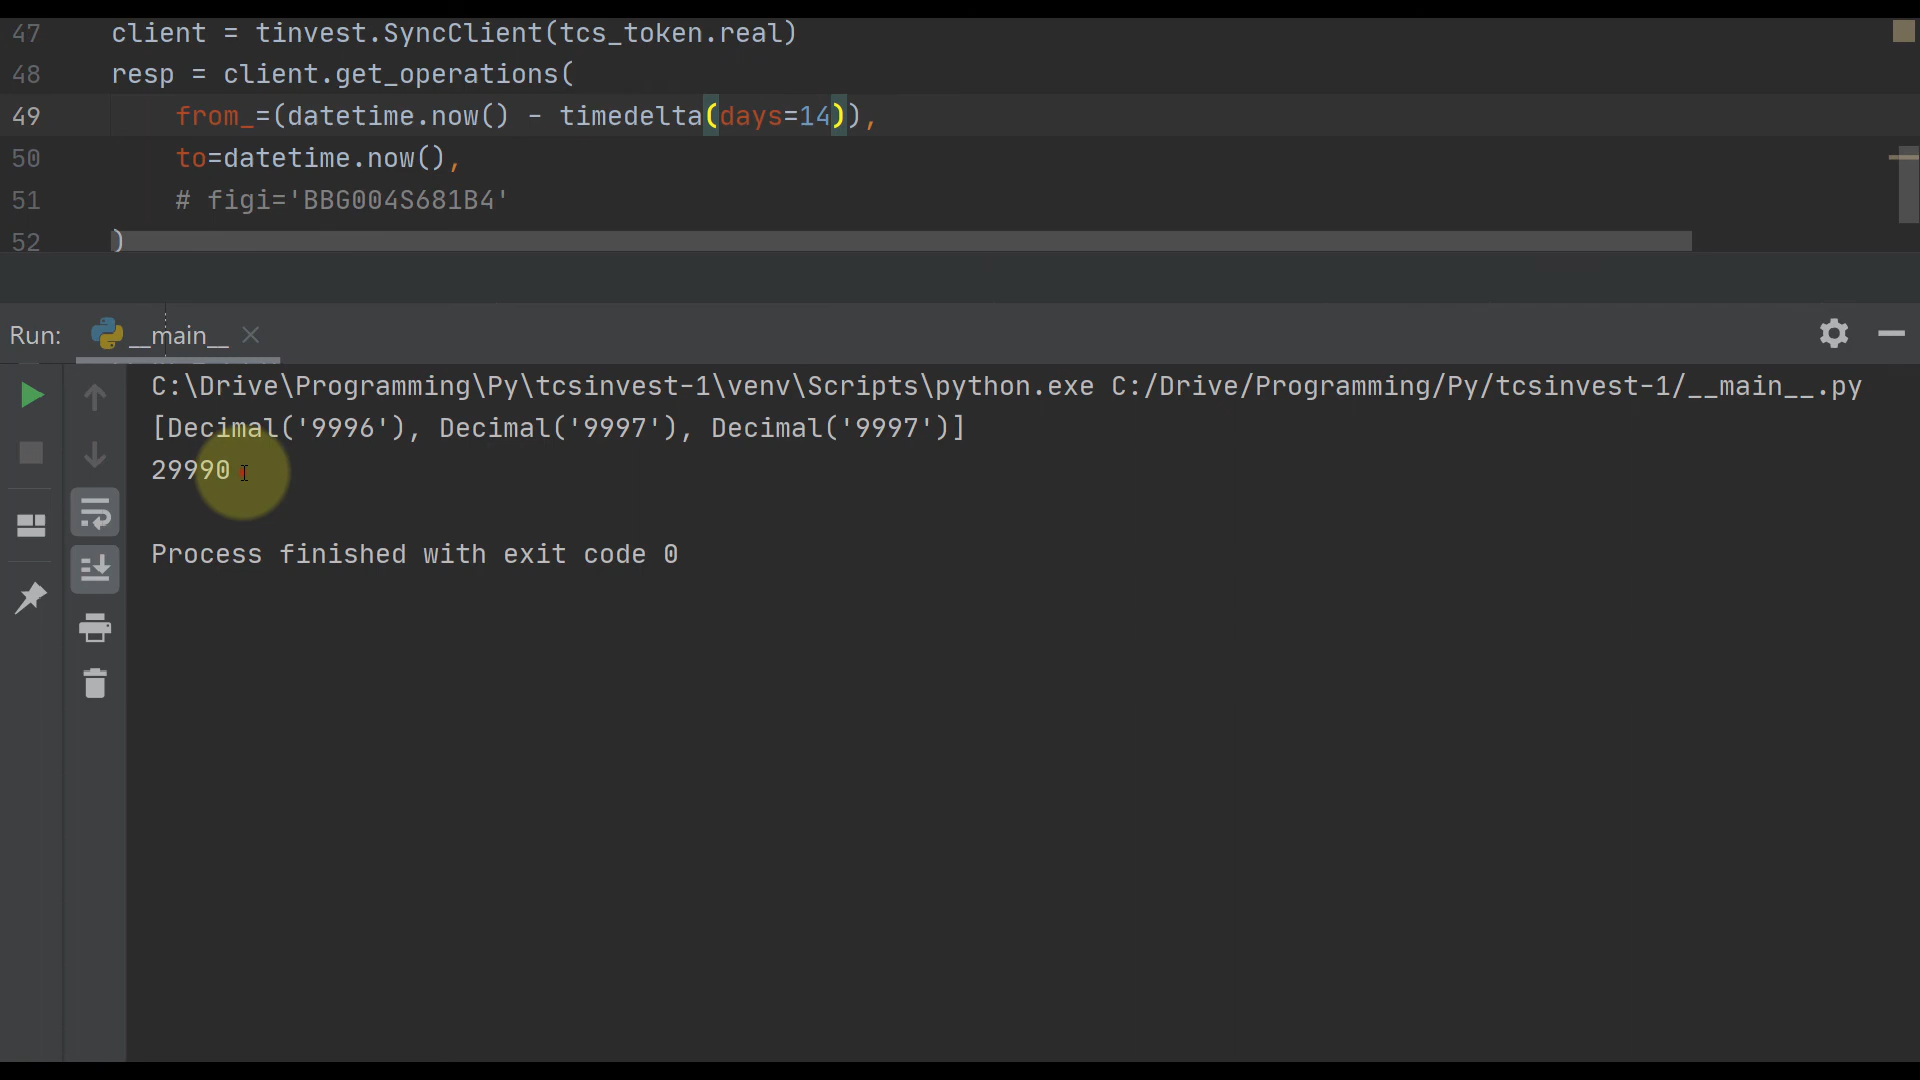 47 client = tinvest.SyncClient(tcs_token.real)
48 resp = client.get_operations(
49 from_=(datetime.now() - timedelta(days=14)),
50 to=datetime.now(),
51 # figi='BBG004S681B4'
52 )
Run: __main__
C:\Drive\Programming\Py\tcsinvest-1\venv\Scripts\python.exe C:/Drive/Programming/Py/tcsinvest-1/__main__.py
[Decimal('9996'), Decimal('9997'), Decimal('9997')]
29990
Process finished with exit code 0